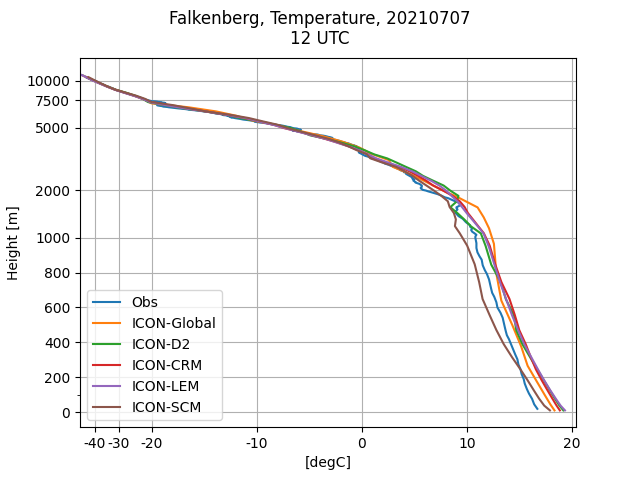 Falkenberg, Temperature, 20210707
12 UTC
10000
7500
5000
2000
1000
800
600
400
200
0
Height [m]
Obs
ICON-Global
ICON-D2
ICON-CRM
ICON-LEM
ICON-SCM
-40 -30 -20 -10 0 10 20
[degC]